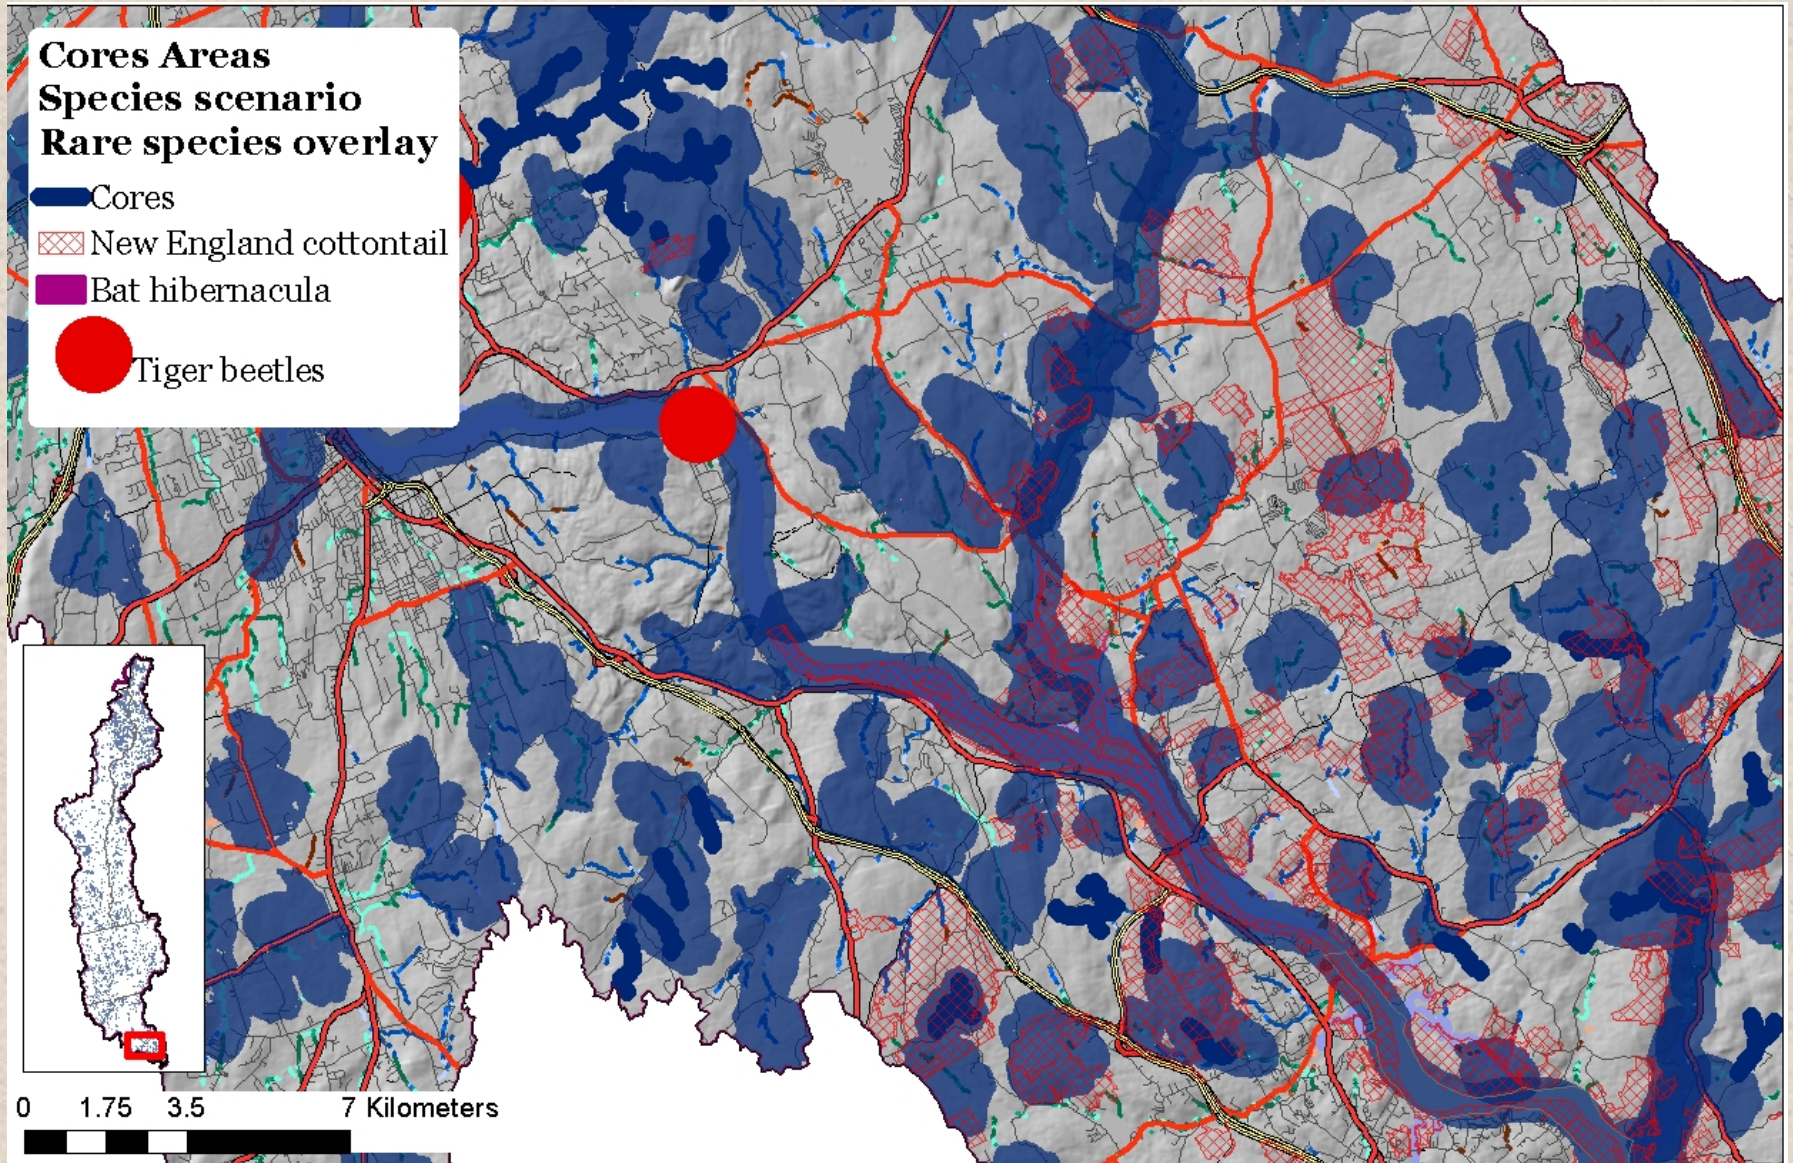 Cores Areas
Species scenario
Rare species overlay
Cores
New England cottontail
Bat hibernacula
Tiger beetles
0 1.75 3.5 7 Kilometers